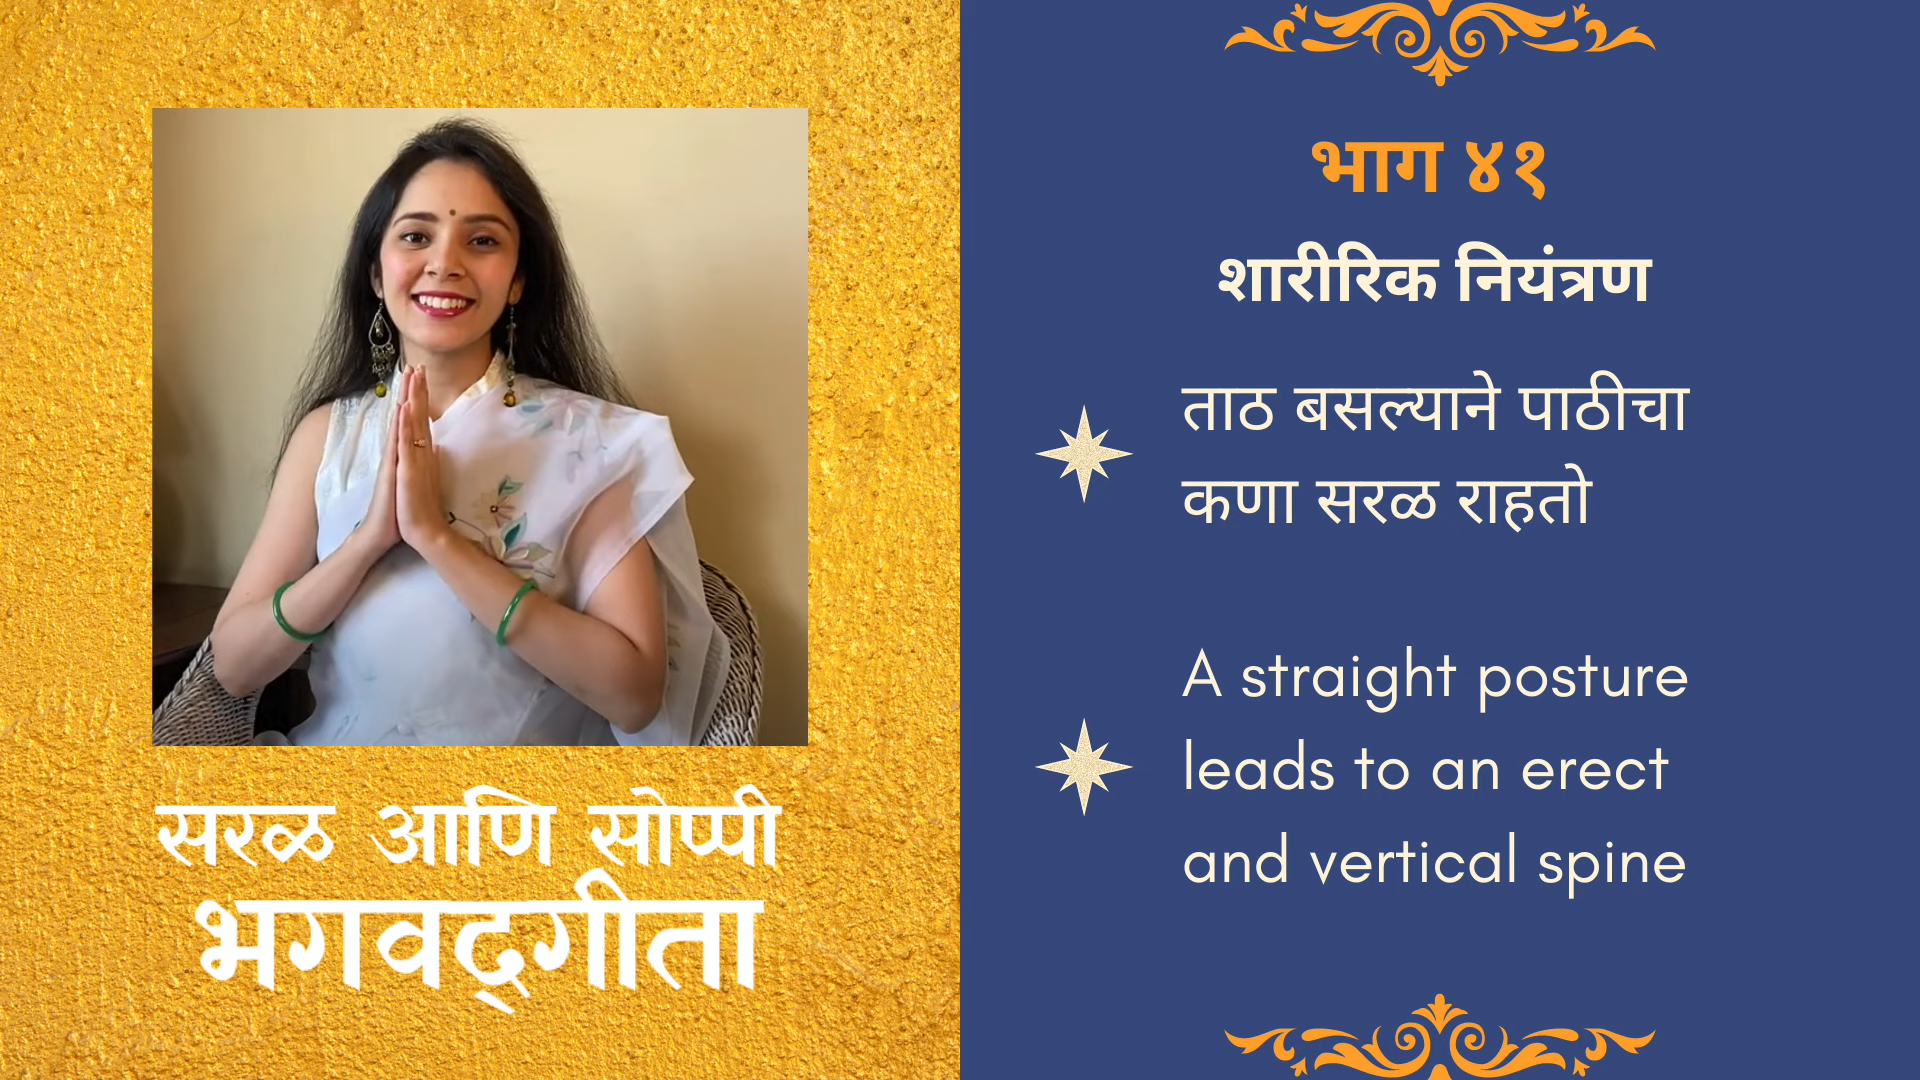 सरळ आणि सोप्पी
भगवद्‌गीता
भाग ४१
शारीरिक नियंत्रण
ताठ बसल्याने पाठीचा
कणा सरळ राहतो
A straight posture
leads to an erect
and vertical spine